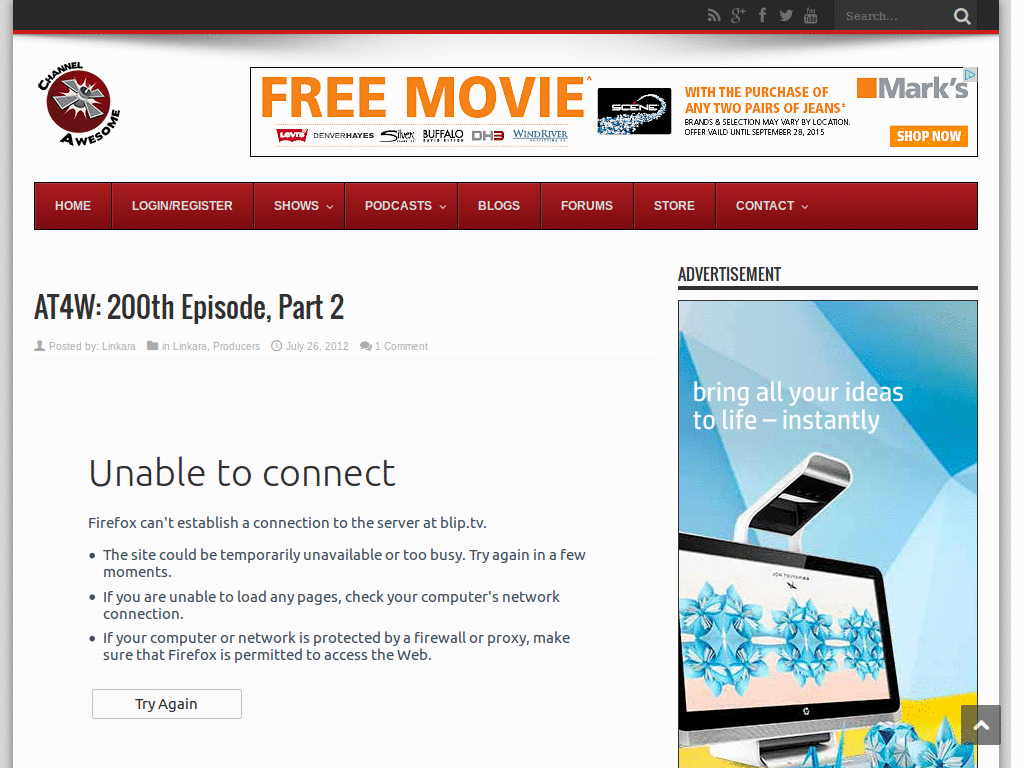 Search...
CHANNEL
AWESOME
FREE MOVIE^
SCENE
WITH THE PURCHASE OF
ANY TWO PAIRS OF JEANS*
BRANDS & SELECTION MAY VARY BY LOCATION.
OFFER VAILD UNTIL SEPTEMBER 28, 2015
Mark's
SHOP NOW
LEVI'S DENVERHAYES Silver BUFFALO DH3 WINDRIVER
DAVID BITTON
HOME LOGIN/REGISTER SHOWS PODCASTS BLOGS FORUMS STORE CONTACT
AT4W: 200th Episode, Part 2
Posted by: Linkara in Linkara, Producers July 26, 2012 1 Comment
Unable to connect
Firefox can't establish a connection to the server at blip.tv.
The site could be temporarily unavailable or too busy. Try again in a few
moments.
If you are unable to load any pages, check your computer's network
connection.
If your computer or network is protected by a firewall or proxy, make
sure that Firefox is permitted to access the Web.
Try Again
ADVERTISEMENT
bring all your ideas
to life – instantly
hp